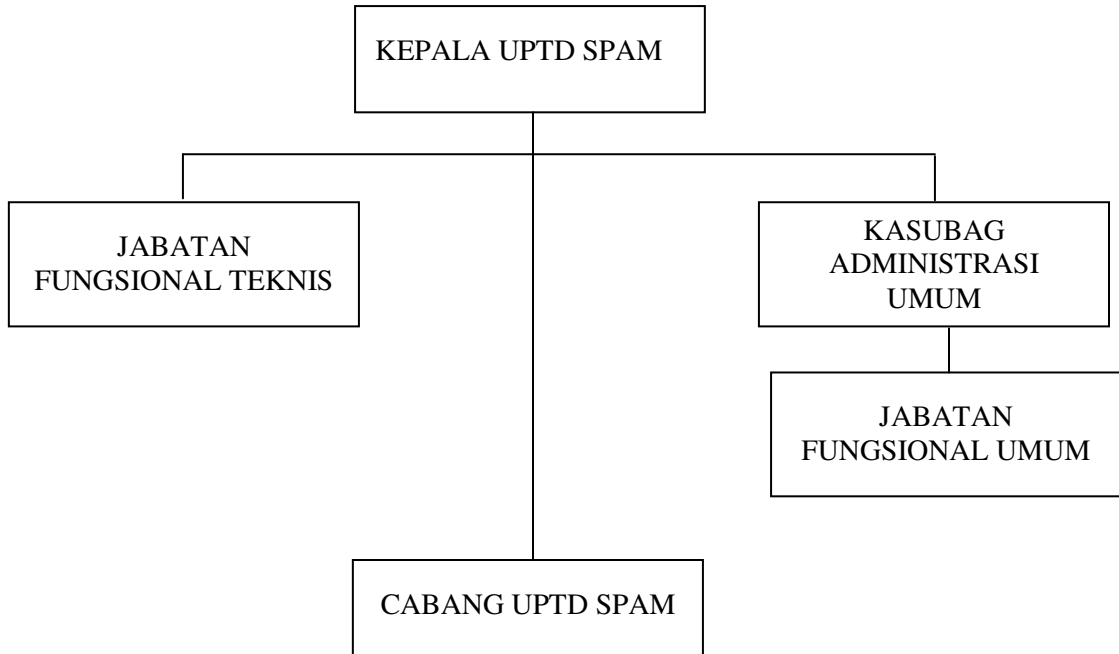 KEPALA UPTD SPAM
JABATAN
FUNGSIONAL TEKNIS
KASUBAG
ADMINISTRASI
UMUM
JABATAN
FUNGSIONAL UMUM
CABANG UPTD SPAM